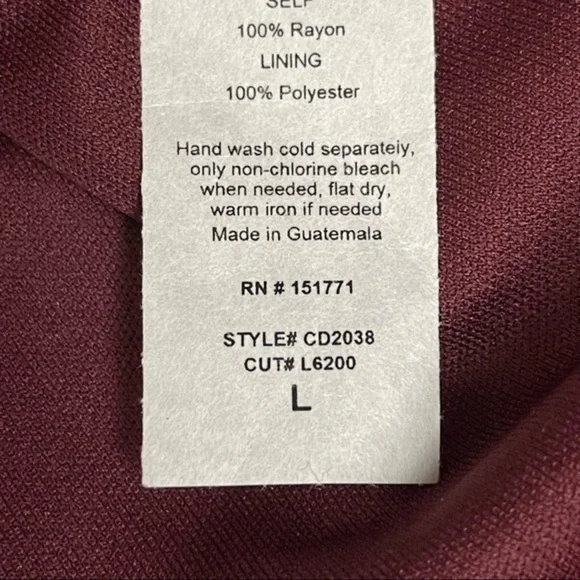 SELF
100% Rayon
LINING
100% Polyester
Hand wash cold separately,
only non-chlorine bleach
when needed, flat dry,
warm iron if needed
Made in Guatemala
RN # 151771
STYLE# CD2038
CUT# L6200
L